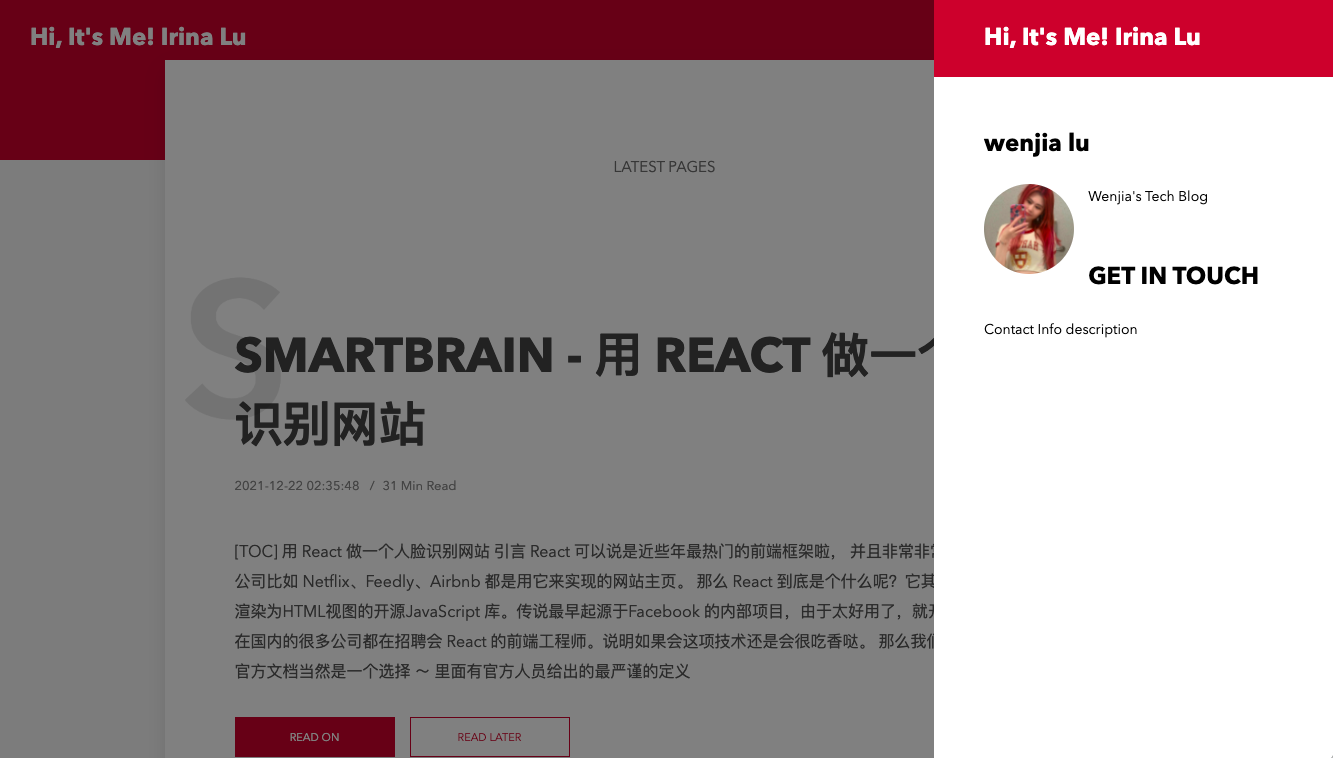 Hi, It's Me! Irina Lu
LATEST PAGES
S
SMARTBRAIN - 用 REACT 做一
识别网站
2021-12-22 02:35:48 / 31 Min Read
[TOC] 用 React 做一个人脸识别网站 引言 React 可以说是近些年最热门的前端框架啦， 并且非常非
公司比如 Netflix、Feedly、Airbnb 都是用它来实现的网站主页。 那么 React 到底是个什么呢？它其
渲染为HTML视图的开源JavaScript 库。传说最早起源于Facebook 的内部项目，由于太好用了，就
在国内的很多公司都在招聘会 React 的前端工程师。说明如果会这项技术还是会很吃香哒。 那么我
官方文档当然是一个选择 ～ 里面有官方人员给出的最严谨的定义
READ ON
READ LATER
Hi, It's Me! Irina Lu
wenjia lu
Wenjia's Tech Blog
GET IN TOUCH
Contact Info description